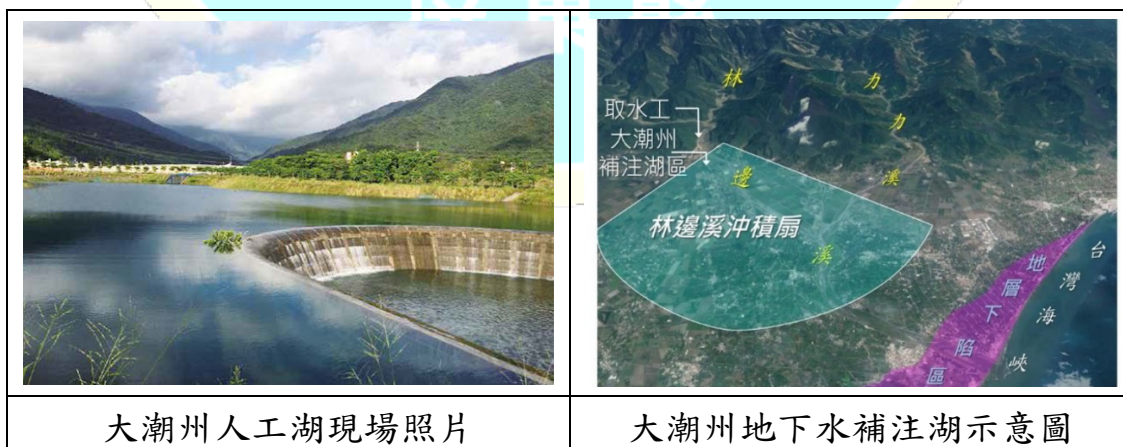 取水工
大潮州
補注湖區
林邊溪
力力溪
林邊溪沖積扇
地層下陷區
台灣海峽
大潮州人工湖現場照片
大潮州地下水補注湖示意圖